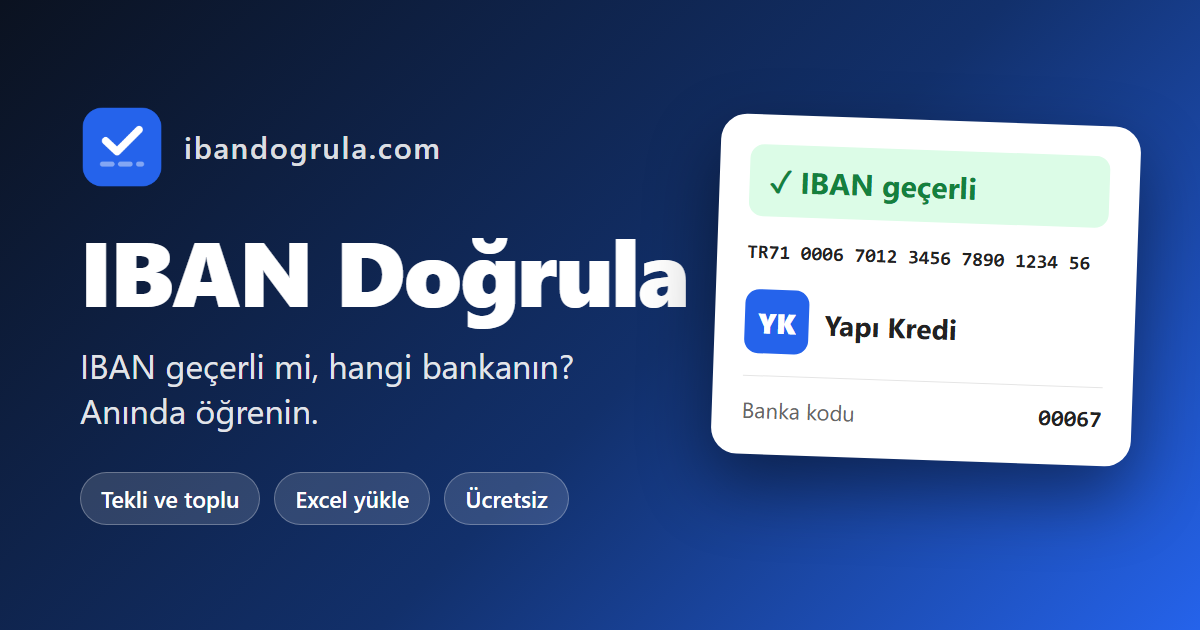 ibandogrula.com
IBAN Doğrula
IBAN geçerli mi, hangi bankanın?
Anında öğrenin.
Tekli ve toplu
Excel yükle
Ücretsiz
✓ IBAN geçerli
TR71 0006 7012 3456 7890 1234 56
YK
Yapı Kredi
Banka kodu
00067